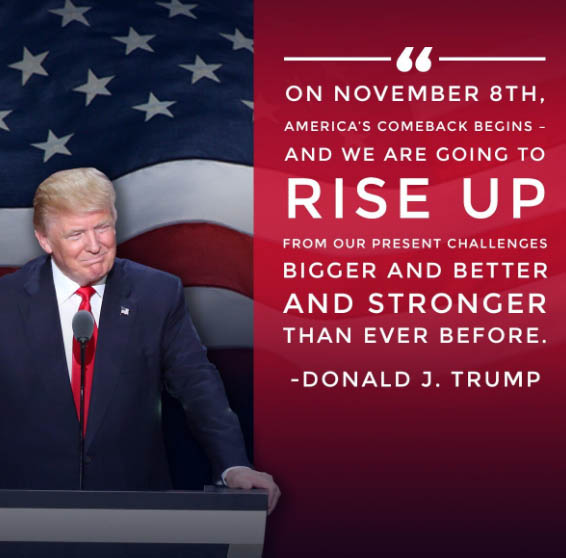 “
ON NOVEMBER 8TH,
AMERICA'S COMEBACK BEGINS –
AND WE ARE GOING TO
RISE UP
FROM OUR PRESENT CHALLENGES
BIGGER AND BETTER
AND STRONGER
THAN EVER BEFORE.
-DONALD J. TRUMP